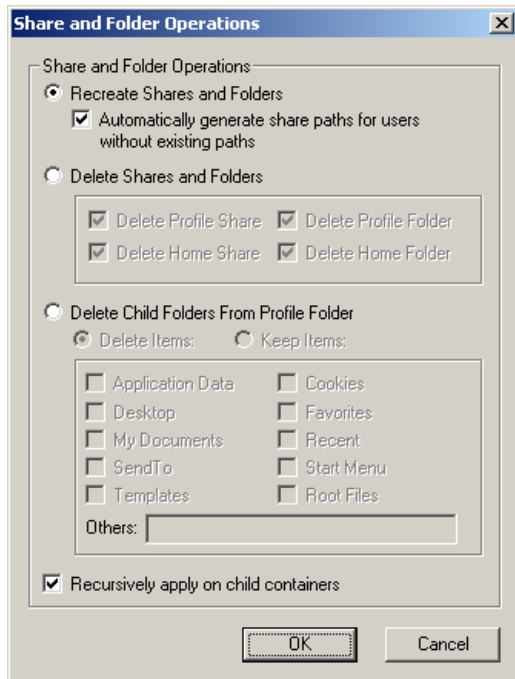 Share and Folder Operations
Share and Folder Operations
Recreate Shares and Folders
Automatically generate share paths for users
without existing paths
Delete Shares and Folders
Delete Profile Share Delete Profile Folder
Delete Home Share Delete Home Folder
Delete Child Folders From Profile Folder
Delete Items: Keep Items:
Application Data Cookies
Desktop Favorites
My Documents Recent
SendTo Start Menu
Templates Root Files
Others:
Recursively apply on child containers
OK Cancel